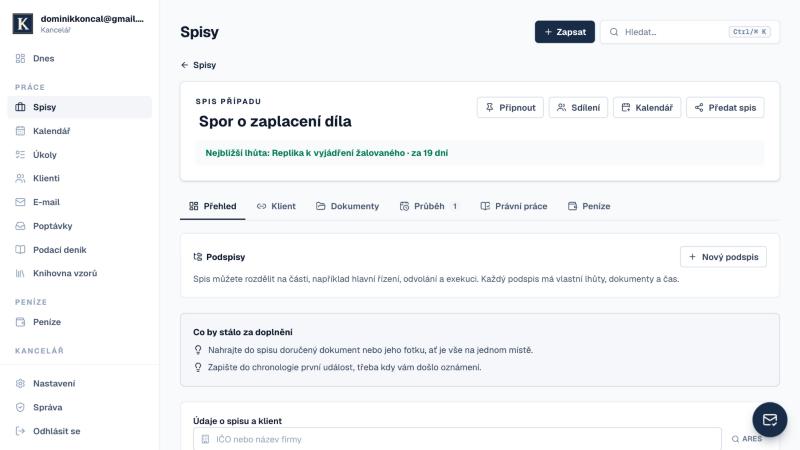 K
dominikkoncal@gmail....
Kancelář
Dnes
PRÁCE
Spisy
Kalendář
Úkoly
Klienti
E-mail
Poptávky
Podací deník
Knihovna vzorů
PENÍZE
Peníze
KANCELÁŘ
Nastavení
Správa
Odhlásit se
Spisy
+ Zapsat
Hledat…
Ctrl/⌘ K
← Spisy
SPIS PŘÍPADU
Spor o zaplacení díla
Připnout
Sdílení
Kalendář
Předat spis
Nejbližší lhůta: Replika k vyjádření žalovaného · za 19 dní
Přehled
Klient
Dokumenty
Průběh 1
Právní práce
Peníze
Podspisy
+ Nový podspis
Spis můžete rozdělit na části, například hlavní řízení, odvolání a exekuci. Každý podspis má vlastní lhůty, dokumenty a čas.
Co by stálo za doplnění
Nahrajte do spisu doručený dokument nebo jeho fotku, ať je vše na jednom místě.
Zapište do chronologie první událost, třeba kdy vám došlo oznámení.
Údaje o spisu a klient
IČO nebo název firmy
ARES